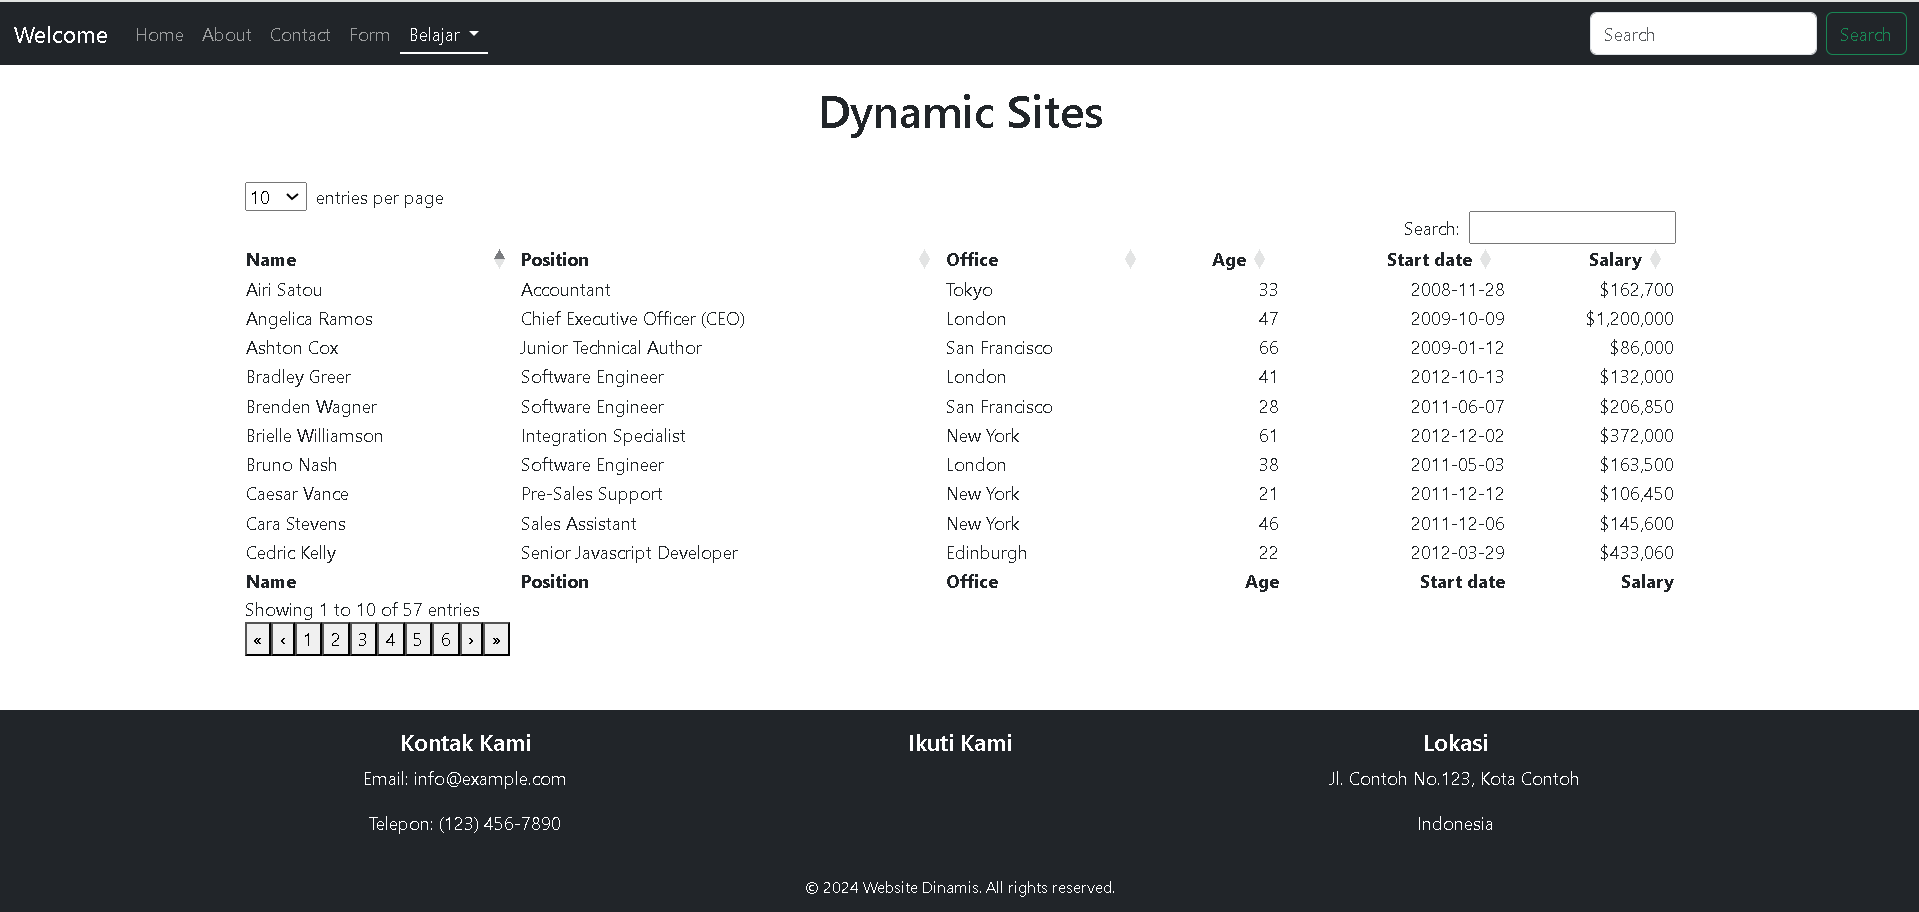 Welcome Home About Contact Form Belajar Search Search
Dynamic Sites
10 entries per page
Search:
Name Position Office Age Start date Salary
Airi Satou Accountant Tokyo 33 2008-11-28 $162,700
Angelica Ramos Chief Executive Officer (CEO) London 47 2009-10-09 $1,200,000
Ashton Cox Junior Technical Author San Francisco 66 2009-01-12 $86,000
Bradley Greer Software Engineer London 41 2012-10-13 $132,000
Brenden Wagner Software Engineer San Francisco 28 2011-06-07 $206,850
Brielle Williamson Integration Specialist New York 61 2012-12-02 $372,000
Bruno Nash Software Engineer London 38 2011-05-03 $163,500
Caesar Vance Pre-Sales Support New York 21 2011-12-12 $106,450
Cara Stevens Sales Assistant New York 46 2011-12-06 $145,600
Cedric Kelly Senior Javascript Developer Edinburgh 22 2012-03-29 $433,060
Name Position Office Age Start date Salary
Showing 1 to 10 of 57 entries
« ‹ 1 2 3 4 5 6 › »
Kontak Kami Ikuti Kami Lokasi
Email: info@example.com Jl. Contoh No.123, Kota Contoh
Telepon: (123) 456-7890 Indonesia
© 2024 Website Dinamis. All rights reserved.